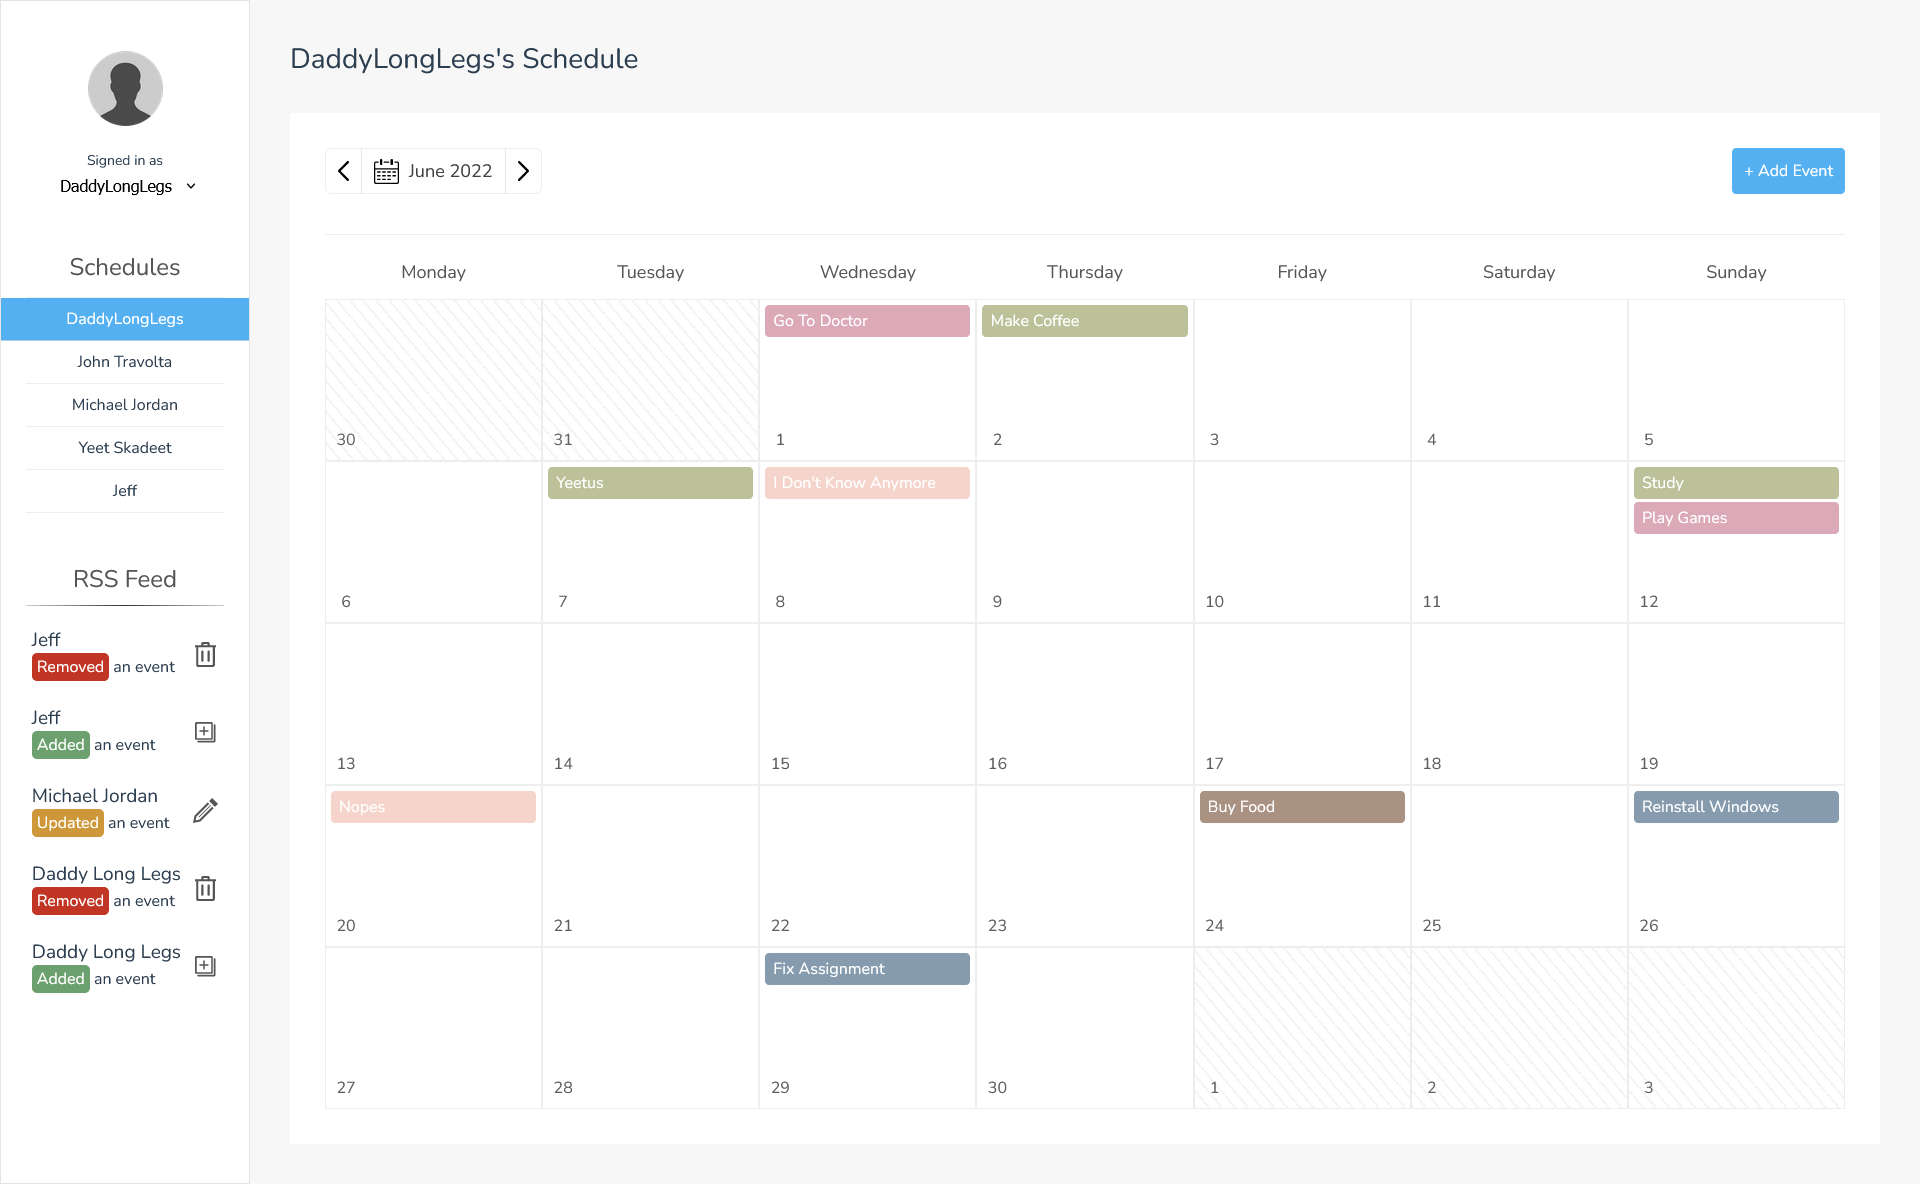 Signed in as
DaddyLongLegs
Schedules
DaddyLongLegs
John Travolta
Michael Jordan
Yeet Skadeet
Jeff
RSS Feed
Jeff
Removed an event
Jeff
Added an event
Michael Jordan
Updated an event
Daddy Long Legs
Removed an event
Daddy Long Legs
Added an event
DaddyLongLegs's Schedule
June 2022
+ Add Event
Monday Tuesday Wednesday Thursday Friday Saturday Sunday
Go To Doctor Make Coffee
30 31 1 2 3 4 5
Yeetus I Don't Know Anymore Study
Play Games
6 7 8 9 10 11 12
13 14 15 16 17 18 19
Nopes Buy Food Reinstall Windows
20 21 22 23 24 25 26
Fix Assignment
27 28 29 30 1 2 3